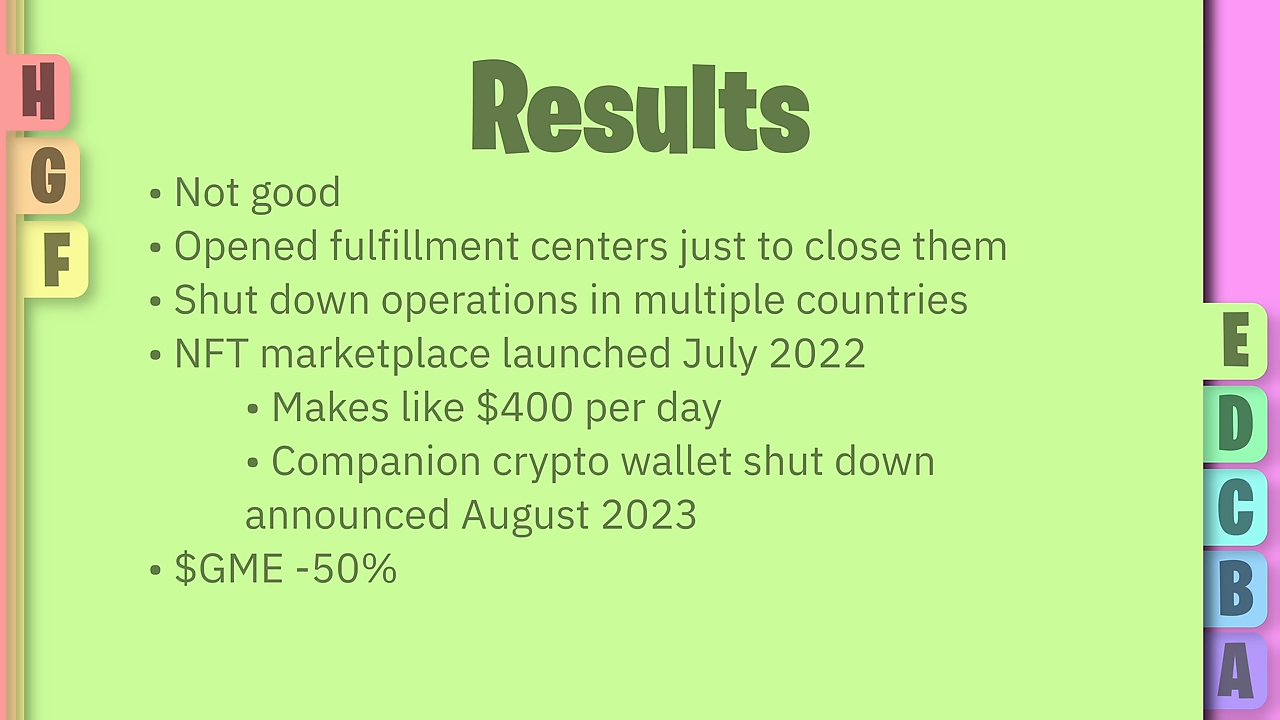 Results
H
G
F
• Not good
• Opened fulfillment centers just to close them
• Shut down operations in multiple countries
• NFT marketplace launched July 2022
• Makes like $400 per day
• Companion crypto wallet shut down
announced August 2023
• $GME -50%
E
D
C
B
A